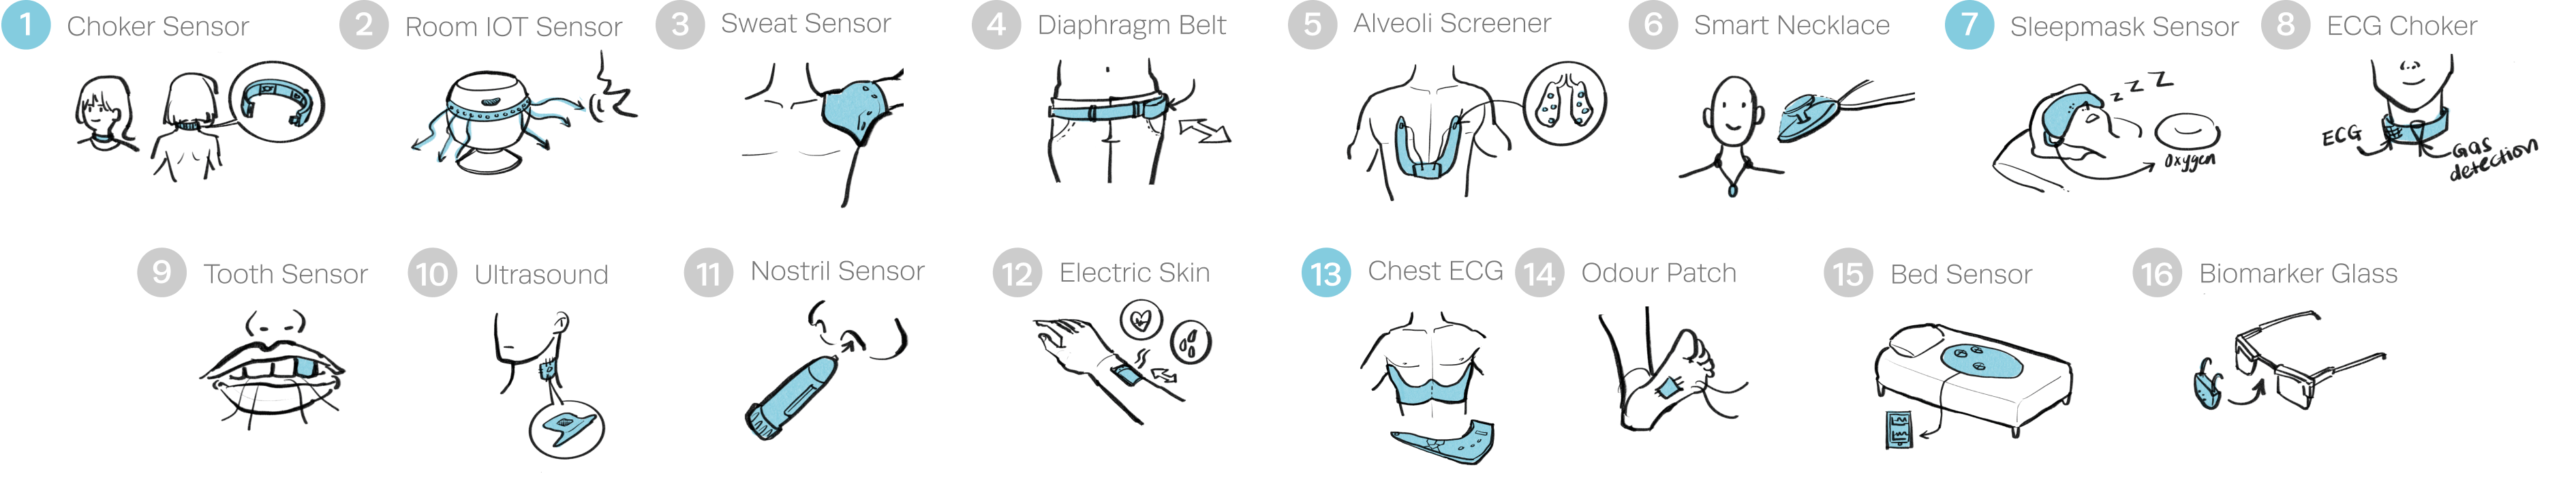 1 Choker Sensor
2 Room IOT Sensor
3 Sweat Sensor
4 Diaphragm Belt
5 Alveoli Screener
6 Smart Necklace
7 Sleepmask Sensor
8 ECG Choker
z Z Z
Oxygen
ECG
Gas
detection
9 Tooth Sensor
10 Ultrasound
11 Nostril Sensor
12 Electric Skin
13 Chest ECG
14 Odour Patch
15 Bed Sensor
16 Biomarker Glass